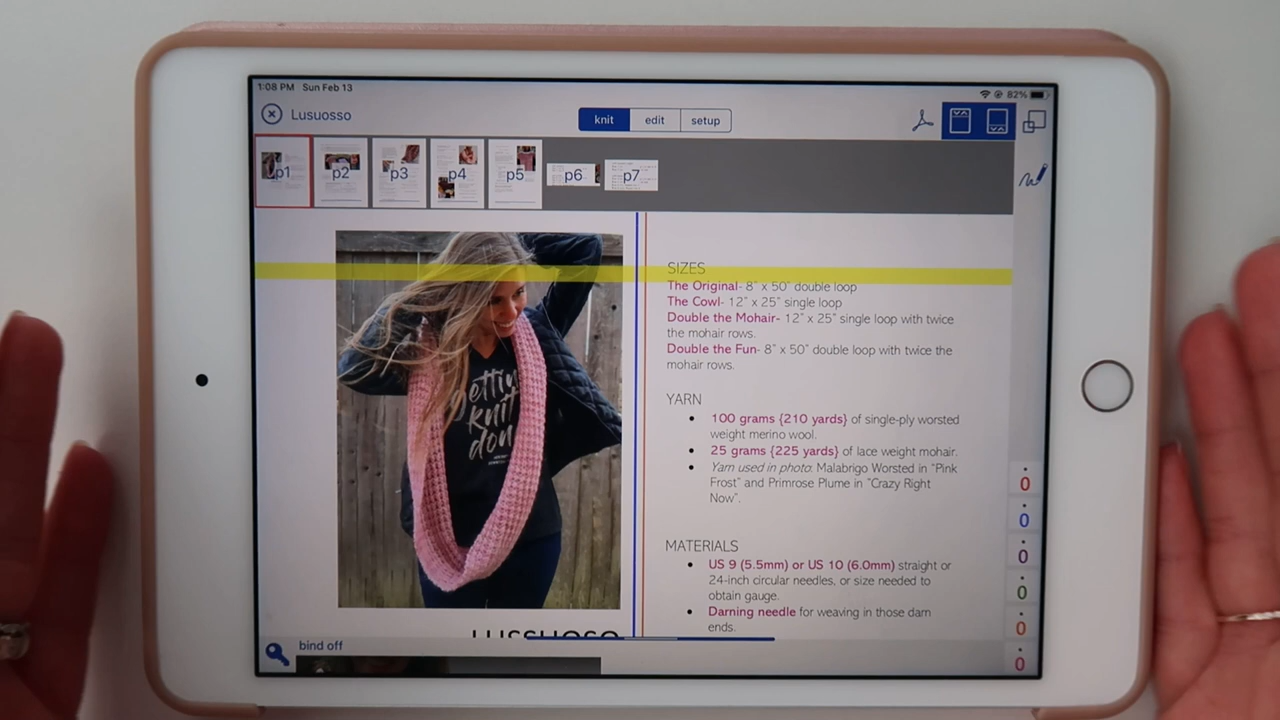 1:08 PM Sun Feb 13
82%
Lusuosso
knit edit setup
p1 p2 p3 p4 p5 p6 p7
SIZES
The Original- 8" x 50" double loop
The Cowl- 12" x 25" single loop
Double the Mohair- 12" x 25" single loop with twice
the mohair rows.
Double the Fun- 8" x 50" double loop with twice the
mohair rows.
YARN
• 100 grams {210 yards} of single-ply worsted
weight merino wool.
• 25 grams {225 yards} of lace weight mohair.
• Yarn used in photo: Malabrigo Worsted in "Pink
Frost" and Primrose Plume in "Crazy Right
Now".
MATERIALS
• US 9 (5.5mm) or US 10 (6.0mm) straight or
24-inch circular needles, or size needed to
obtain gauge.
• Darning needle for weaving in those darn
ends.
gettin
knit
don
LUSSUOSO
bind off
0
0
0
0
0
0